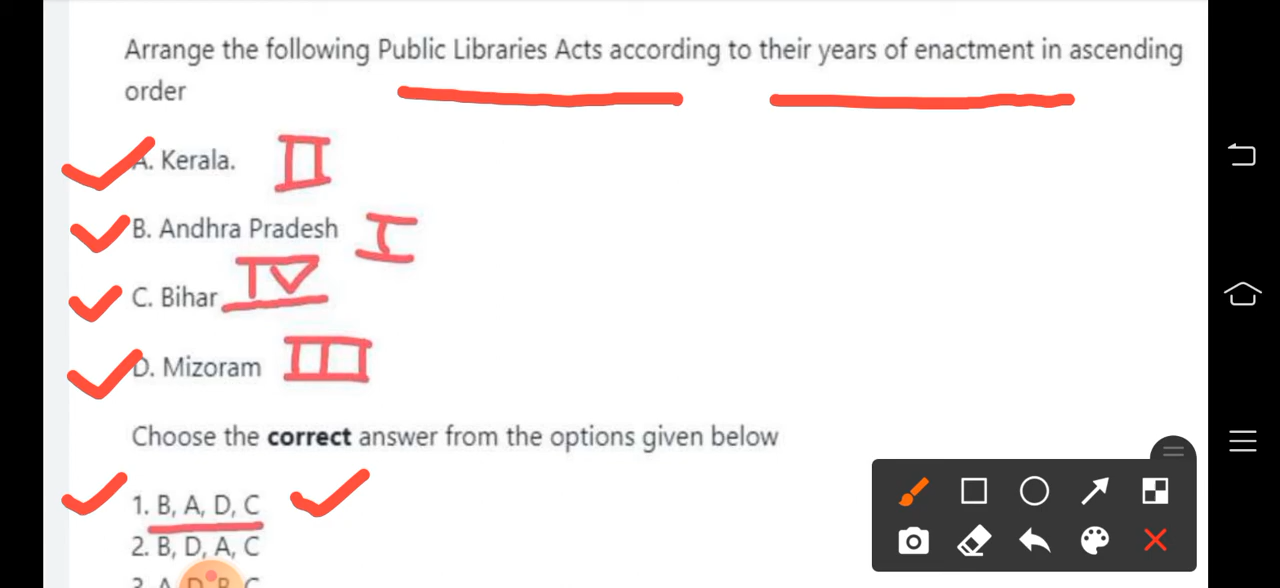 Arrange the following Public Libraries Acts according to their years of enactment in ascending
order
A. Kerala. II
B. Andhra Pradesh I
C. Bihar IV
D. Mizoram III
Choose the correct answer from the options given below
1. B, A, D, C
2. B, D, A, C
3. A, D, B, C